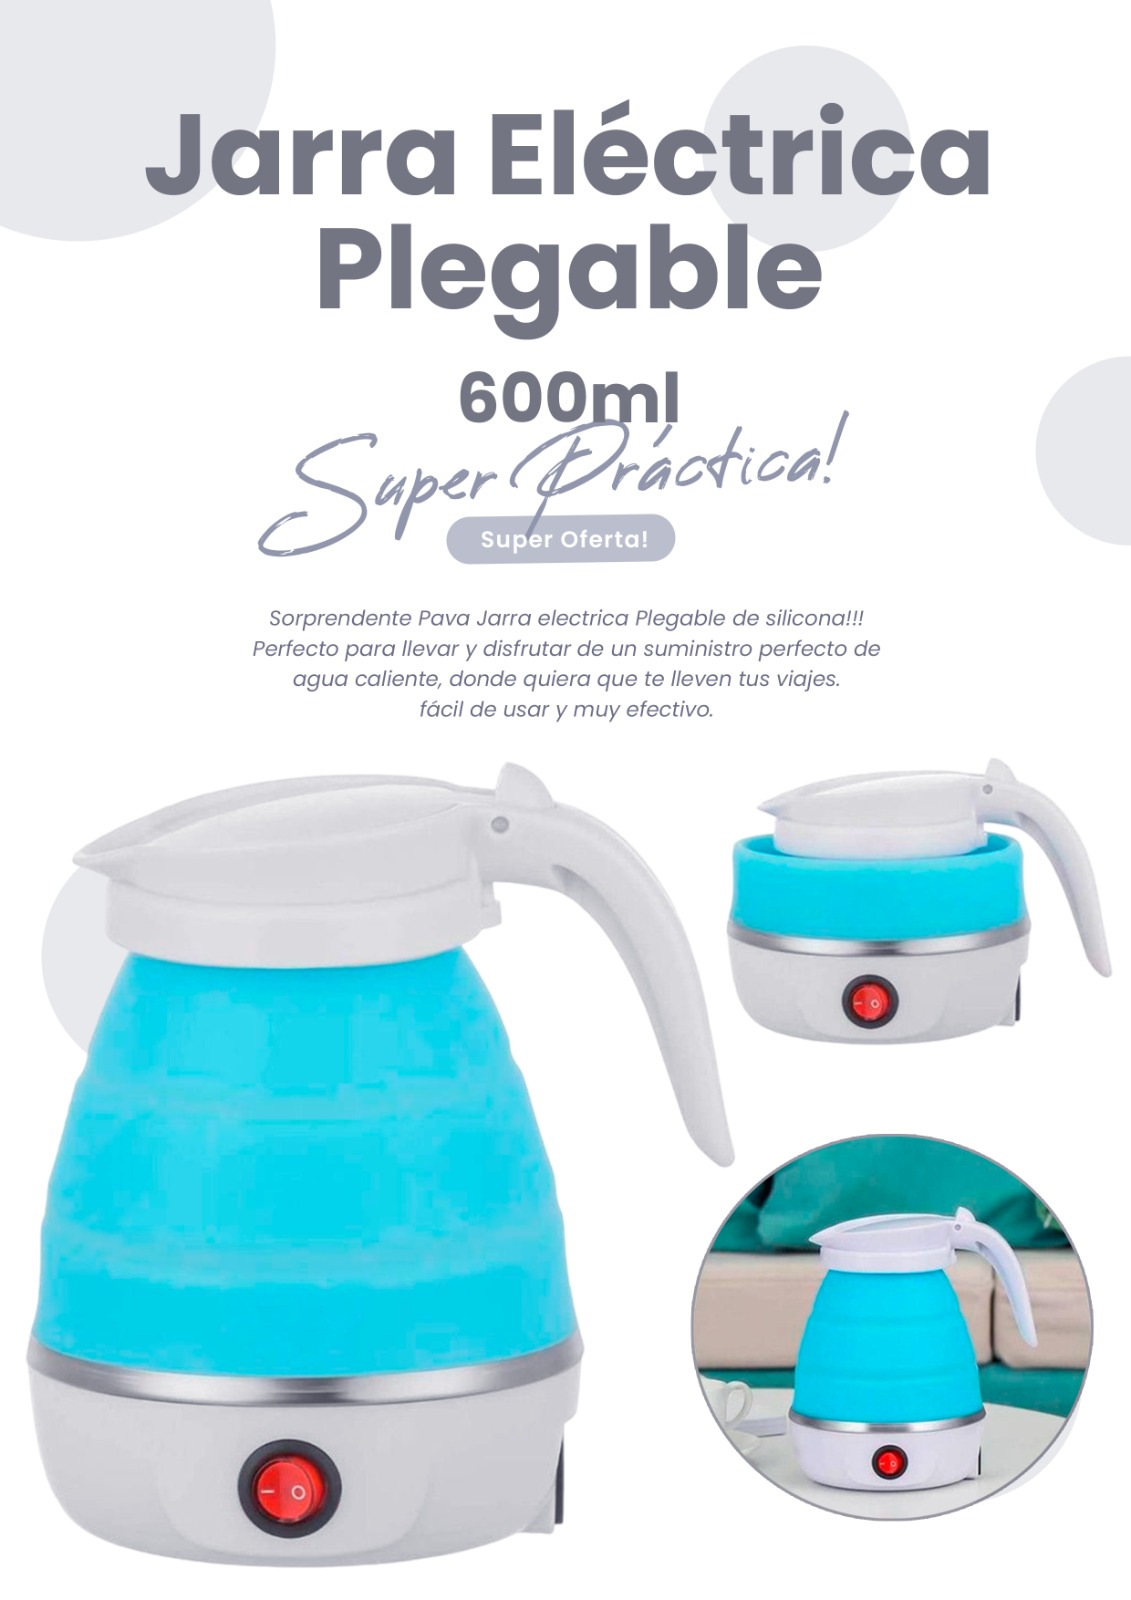 Jarra Eléctrica
Plegable
600ml
Super Práctica!
Super Oferta!
Sorprendente Pava Jarra electrica Plegable de silicona!!!
Perfecto para llevar y disfrutar de un suministro perfecto de
agua caliente, donde quiera que te lleven tus viajes.
fácil de usar y muy efectivo.